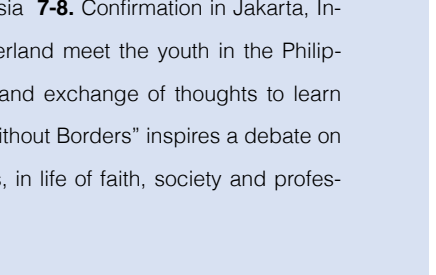 sia 7-8. Confirmation in Jakarta, In-
erland meet the youth in the Philip-
and exchange of thoughts to learn
ithout Borders” inspires a debate on
s, in life of faith, society and profes-